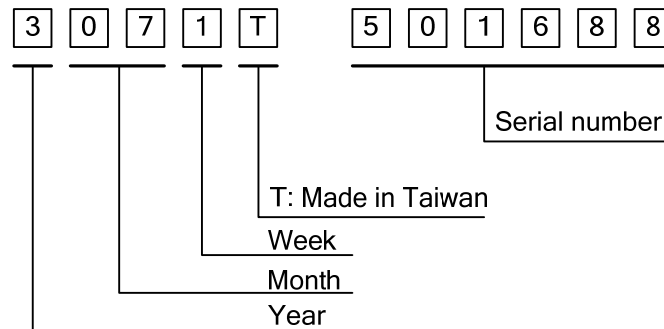 3 0 7 1 T 5 0 1 6 8 8
Serial number
T: Made in Taiwan
Week
Month
Year